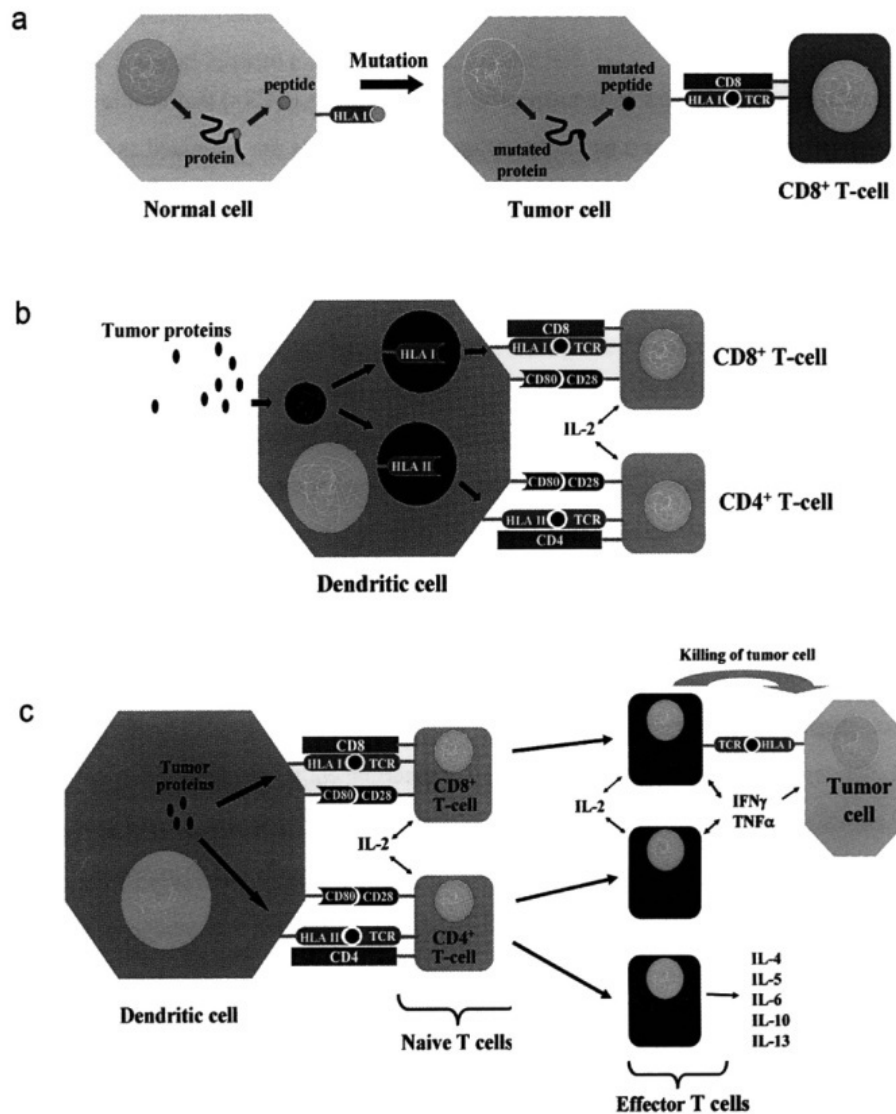 a
Mutation
peptide
HLA I
protein
Normal cell
mutated
peptide
mutated
protein
Tumor cell
CD8
HLA I TCR
CD8+ T-cell
b
Tumor proteins
HLA I
HLA II
Dendritic cell
CD8
HLA I TCR
CD80 CD28
CD8+ T-cell
IL-2
CD80 CD28
HLA II TCR
CD4
CD4+ T-cell
c
Tumor
proteins
Dendritic cell
CD8
HLA I TCR
CD80 CD28
CD8+
T-cell
IL-2
CD80 CD28
HLA II TCR
CD4
CD4+
T-cell
Naive T cells
Killing of tumor cell
TCR HLA I
Tumor
cell
IL-2
IFNγ
TNFα
IL-4
IL-5
IL-6
IL-10
IL-13
Effector T cells